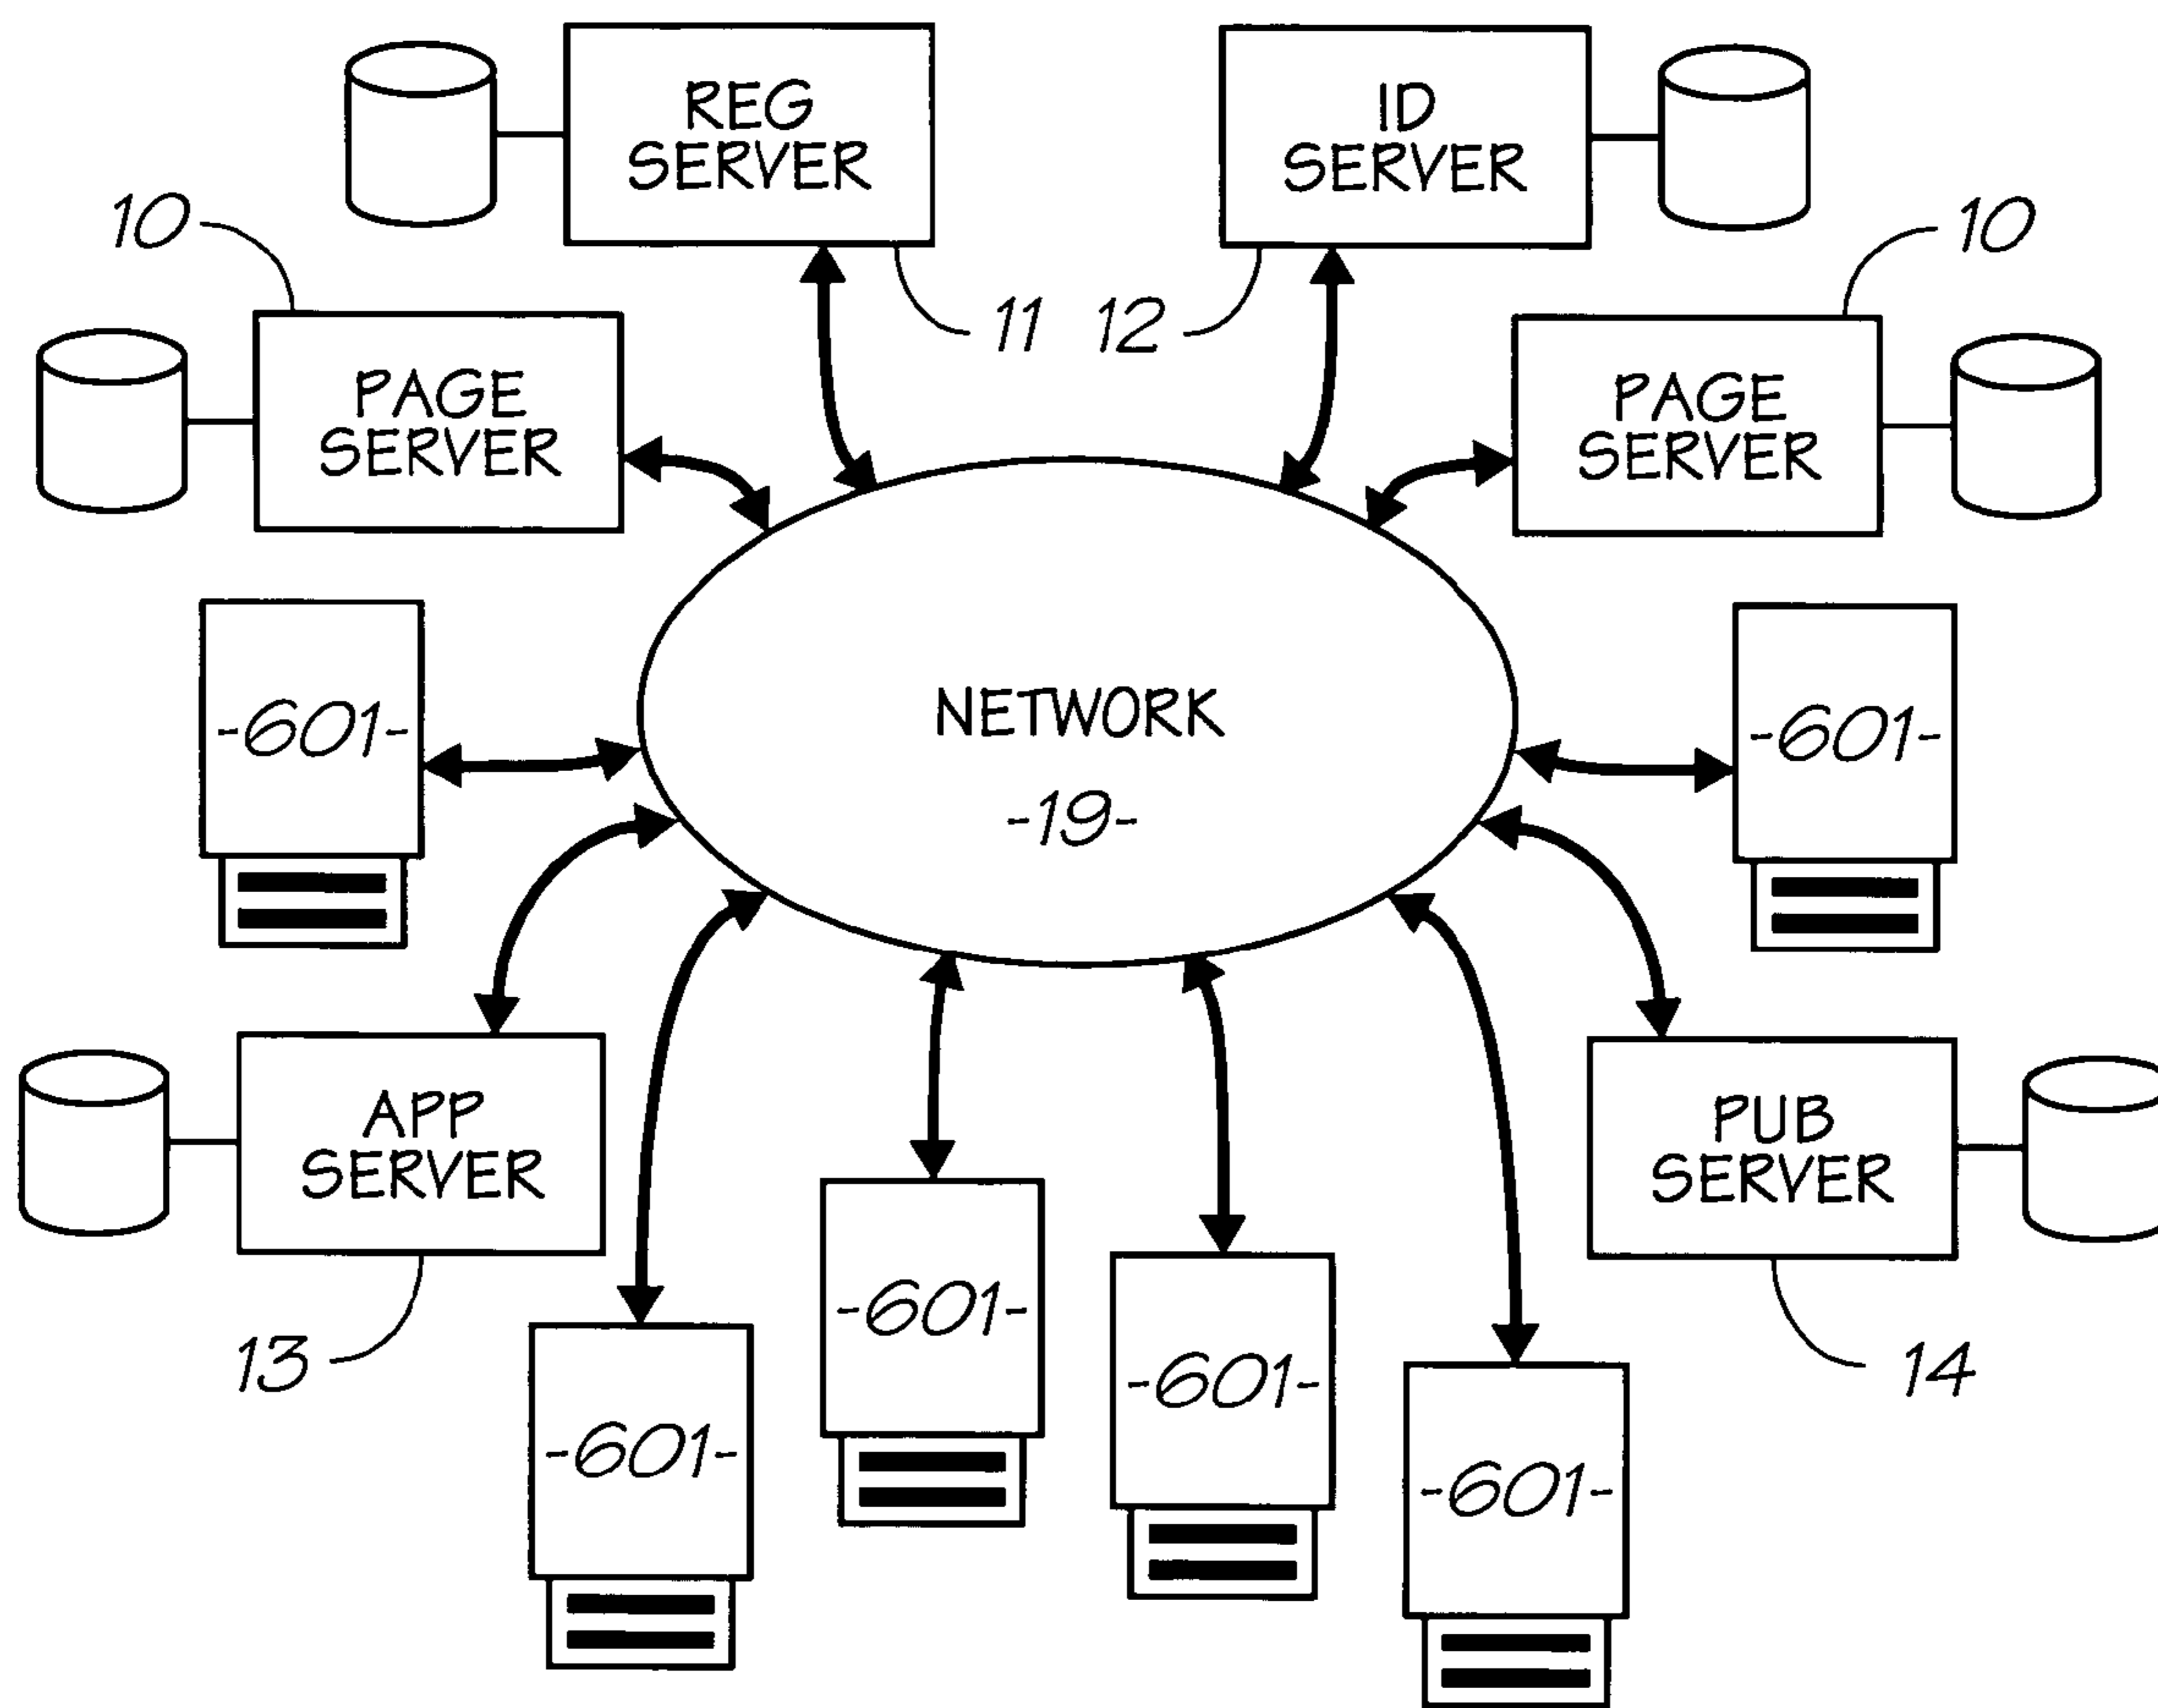 REG
SERVER
ID
SERVER
10
10
11
12
PAGE
SERVER
PAGE
SERVER
-601-
NETWORK
-19-
-601-
APP
SERVER
PUB
SERVER
-601-
-601-
13
14
-601-
-601-